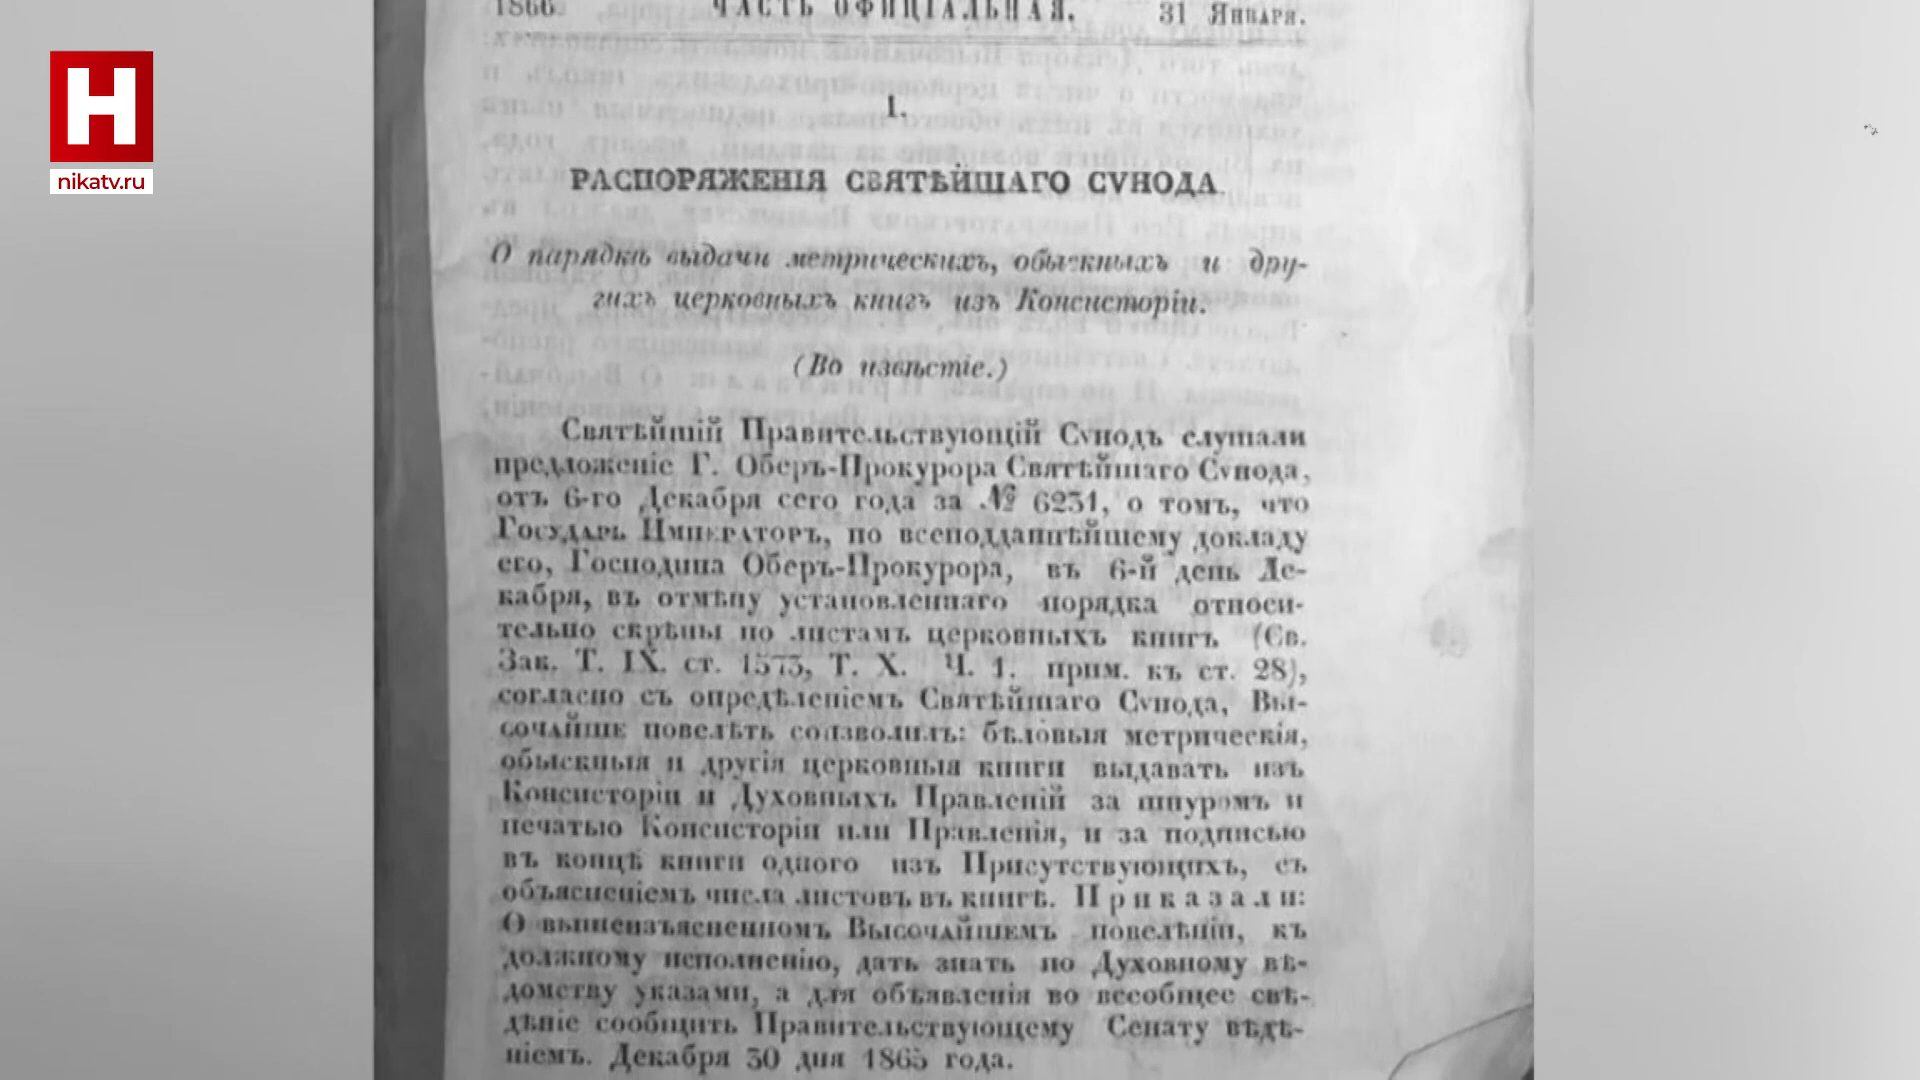 Н
nikatv.ru
1866 ЧАСТЬ ОФИЦІАЛЬНАЯ. 31 Января.
I.
РАСПОРЯЖЕНІЯ СВЯТѢЙШАГО СѴНОДА
О парядкѣ выдачи метрическихъ, обыскныхъ и дру-
гихъ церковныхъ книгъ изъ Консисторіи.
(Во извѣстіе.)
Святѣйшій Правительствующій Сѵнодъ слушали
предложеніе Г. Оберъ-Прокурора Святѣйшаго Сѵнода,
отъ 6-го Декабря сего года за № 6231, о томъ, что
Государь Императоръ, по всеподданнѣйшему докладу
его, Господина Оберъ-Прокурора, въ 6-й день Де-
кабря, въ отмѣну установленнаго порядка относи-
тельно скрѣпы по листамъ церковныхъ книгъ (Св.
Зак. Т. IX. ст. 1573, Т. X. Ч. 1. прим. къ ст. 28),
согласно съ опредѣленіемъ Святѣйшаго Сѵнода, Вы-
сочайше повелѣть соизволилъ: бѣловыя метрическія,
обыскныя и другія церковныя книги выдавать изъ
Консисторіи и Духовныхъ Правленій за шнуромъ и
печатью Консисторіи или Правленія, и за подписью
въ концѣ книги одного изъ Присутствующихъ, съ
объясненіемъ числа листовъ въ книгѣ. Приказали:
О вышеизъясненномъ Высочайшемъ повелѣніи, къ
должному исполненію, дать знать по Духовному вѣ-
домству указами, а для объявленія во всеобщее свѣ-
дѣніе сообщить Правительствующему Сенату вѣдѣ-
ніемъ. Декабря 30 дня 1865 года.